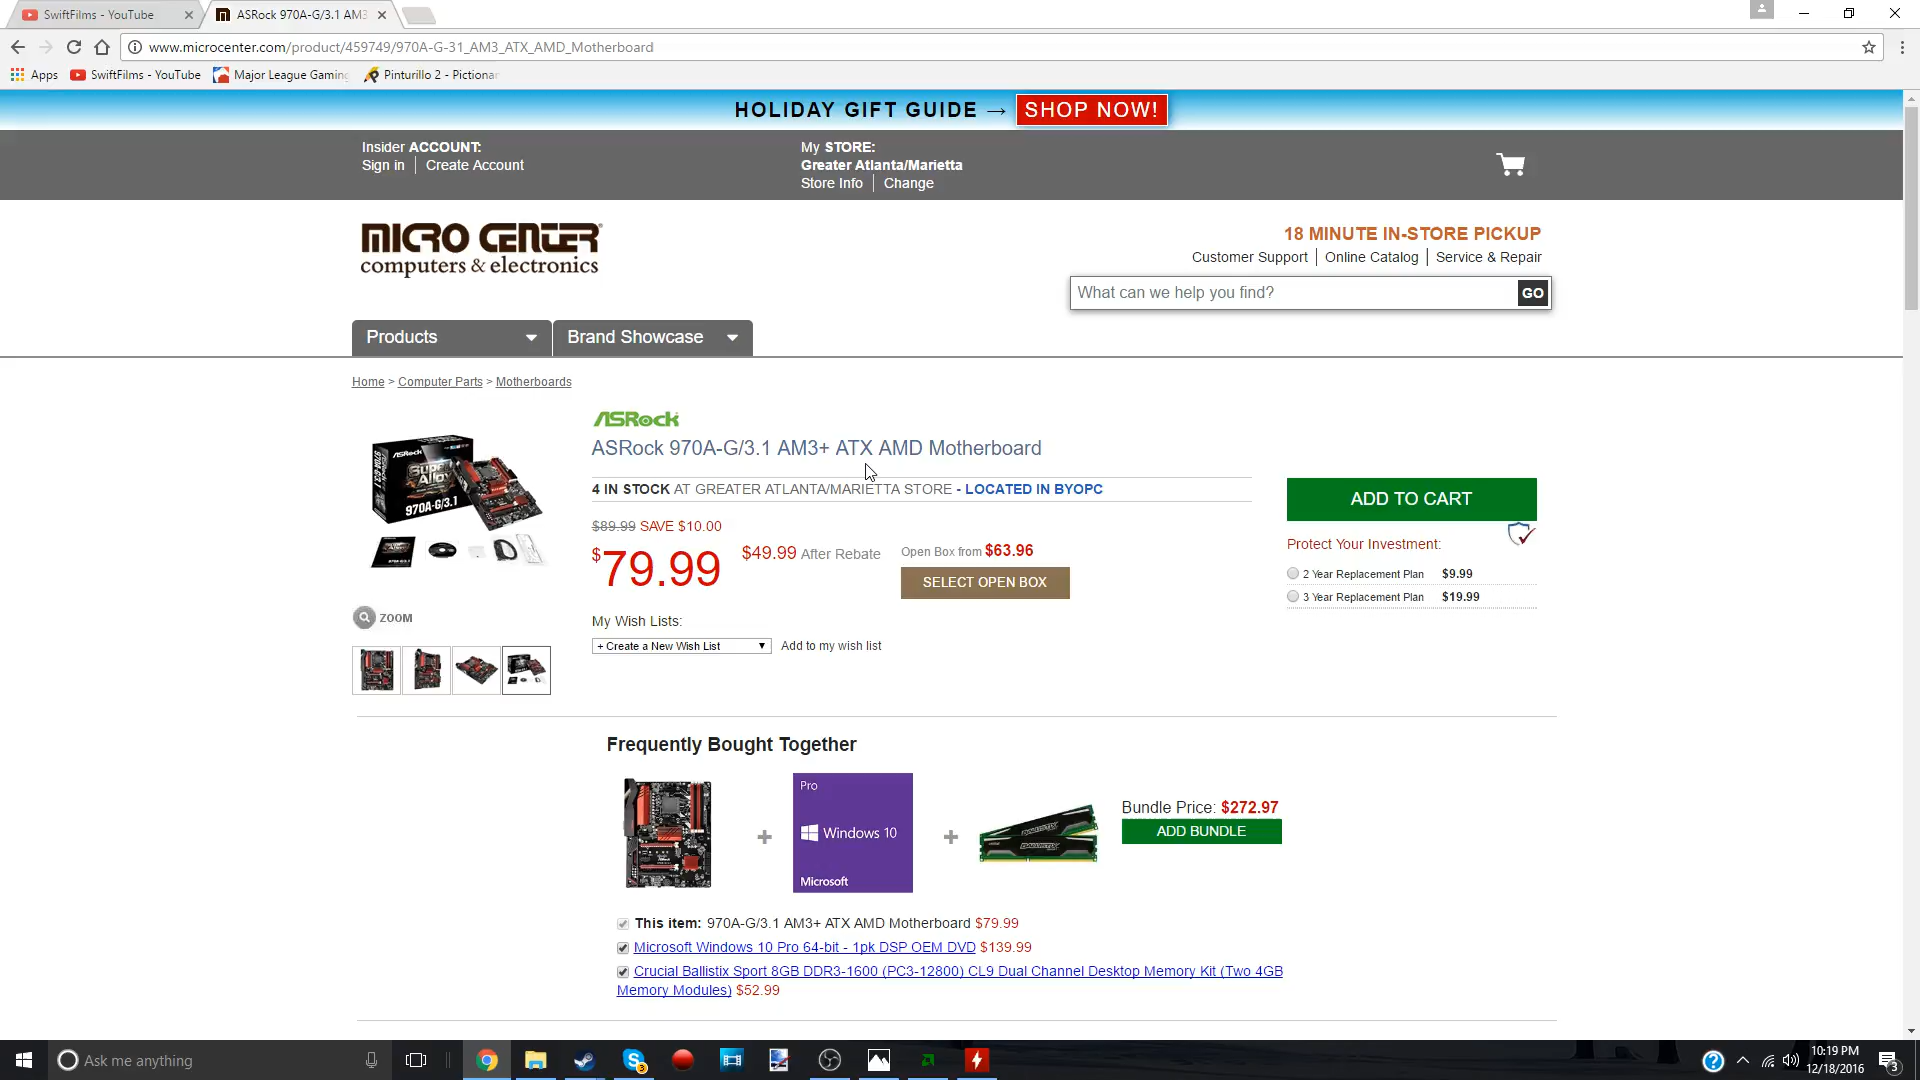 SwiftFilms - YouTube
ASRock 970A-G/3.1 AM3
www.microcenter.com/product/459749/970A-G-31_AM3_ATX_AMD_Motherboard
Apps
SwiftFilms - YouTube
Major League Gaming
Pinturillo 2 - Pictionar
HOLIDAY GIFT GUIDE → SHOP NOW!
Insider ACCOUNT:
Sign in
Create Account
My STORE:
Greater Atlanta/Marietta
Store Info
Change
MICRO CENTER
computers & electronics
18 MINUTE IN-STORE PICKUP
Customer Support
Online Catalog
Service & Repair
What can we help you find?
GO
Products
Brand Showcase
Home > Computer Parts > Motherboards
ASRock
ASRock 970A-G/3.1 AM3+ ATX AMD Motherboard
4 IN STOCK AT GREATER ATLANTA/MARIETTA STORE - LOCATED IN BYOPC
$89.99 SAVE $10.00
$79.99
$49.99 After Rebate
Open Box from $63.96
SELECT OPEN BOX
ADD TO CART
Protect Your Investment:
2 Year Replacement Plan $9.99
3 Year Replacement Plan $19.99
ASRock
SUPER
Alloy
970A-G/3.1
ZOOM
My Wish Lists:
+ Create a New Wish List
Add to my wish list
Frequently Bought Together
Pro
Windows 10
Microsoft
BALLISTIX
Bundle Price: $272.97
ADD BUNDLE
This item: 970A-G/3.1 AM3+ ATX AMD Motherboard $79.99
Microsoft Windows 10 Pro 64-bit - 1pk DSP OEM DVD $139.99
Crucial Ballistix Sport 8GB DDR3-1600 (PC3-12800) CL9 Dual Channel Desktop Memory Kit (Two 4GB
Memory Modules) $52.99
Ask me anything
3
10:19 PM
12/18/2016
3